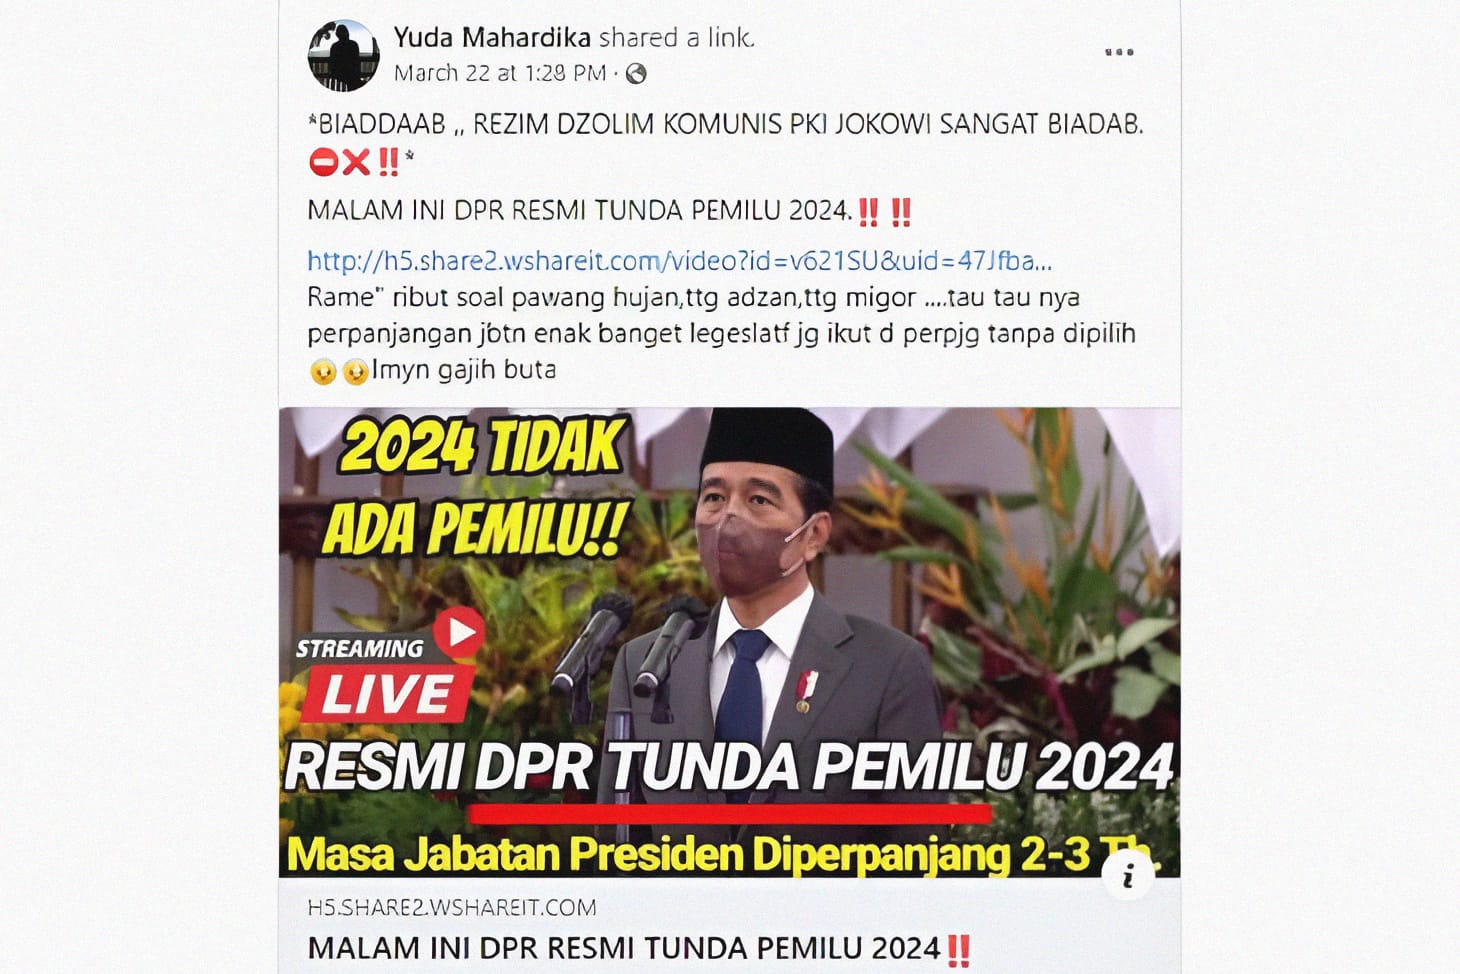 Yuda Mahardika shared a link.
March 22 at 1:28 PM ·
*BIADDAAB ,, REZIM DZOLIM KOMUNIS PKI JOKOWI SANGAT BIADAB.
⛔❌‼️*
MALAM INI DPR RESMI TUNDA PEMILU 2024.‼️ ‼️
http://h5.share2.wshareit.com/video?id=v621SU&uid=47Jfba...
Rame" ribut soal pawang hujan,ttg adzan,ttg migor ....tau tau nya
perpanjangan jbtn enak banget legeslatf jg ikut d perpjg tanpa dipilih
lmyn gajih buta
2024 TIDAK
ADA PEMILU!!
STREAMING
LIVE
RESMI DPR TUNDA PEMILU 2024
Masa Jabatan Presiden Diperpanjang 2-3 Th.
H5.SHARE2.WSHAREIT.COM
MALAM INI DPR RESMI TUNDA PEMILU 2024‼️